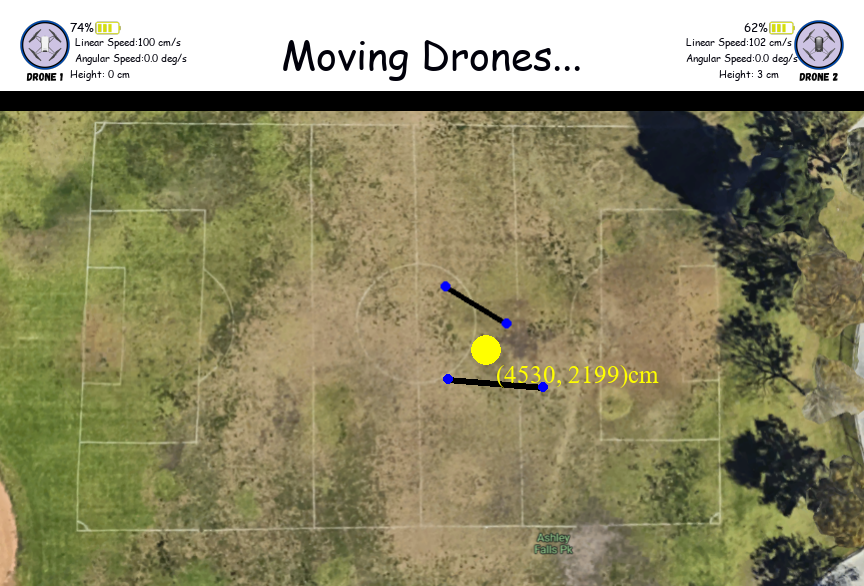 74%
Linear Speed:100 cm/s
Angular Speed:0.0 deg/s
DRONE 1
Height: 0 cm
Moving Drones...
62%
Linear Speed:102 cm/s
Angular Speed:0.0 deg/s
Height: 3 cm
DRONE 2
(4530, 2199)cm
Ashley
Falls Pk